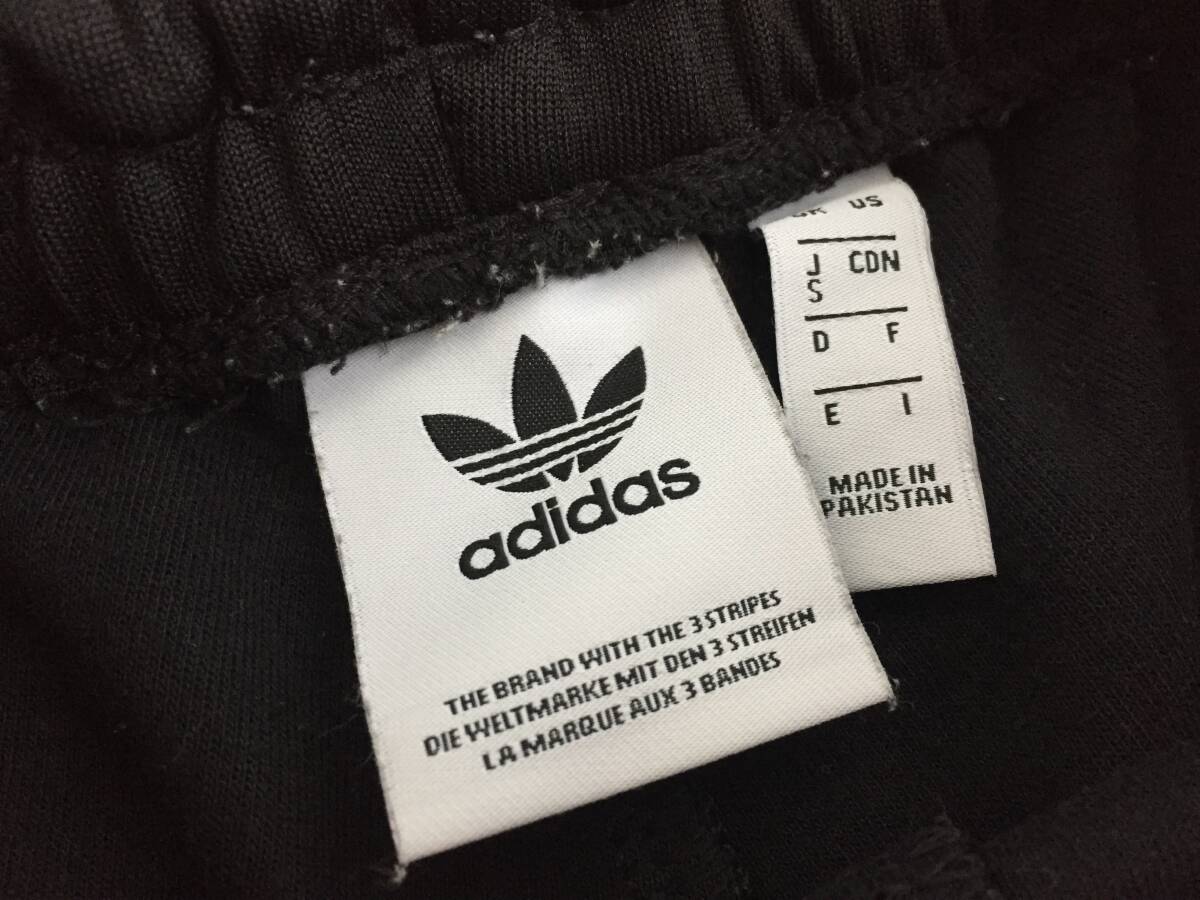 adidas
THE BRAND WITH THE 3 STRIPES
DIE WELTMARKE MIT DEN 3 STREIFEN
LA MARQUE AUX 3 BANDES
US
J CDN
S
D F
E I
MADE IN
PAKISTAN